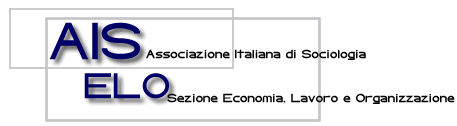 AIS Associazione Italiana di Sociologia
ELO Sezione Economia, Lavoro e Organizzazione